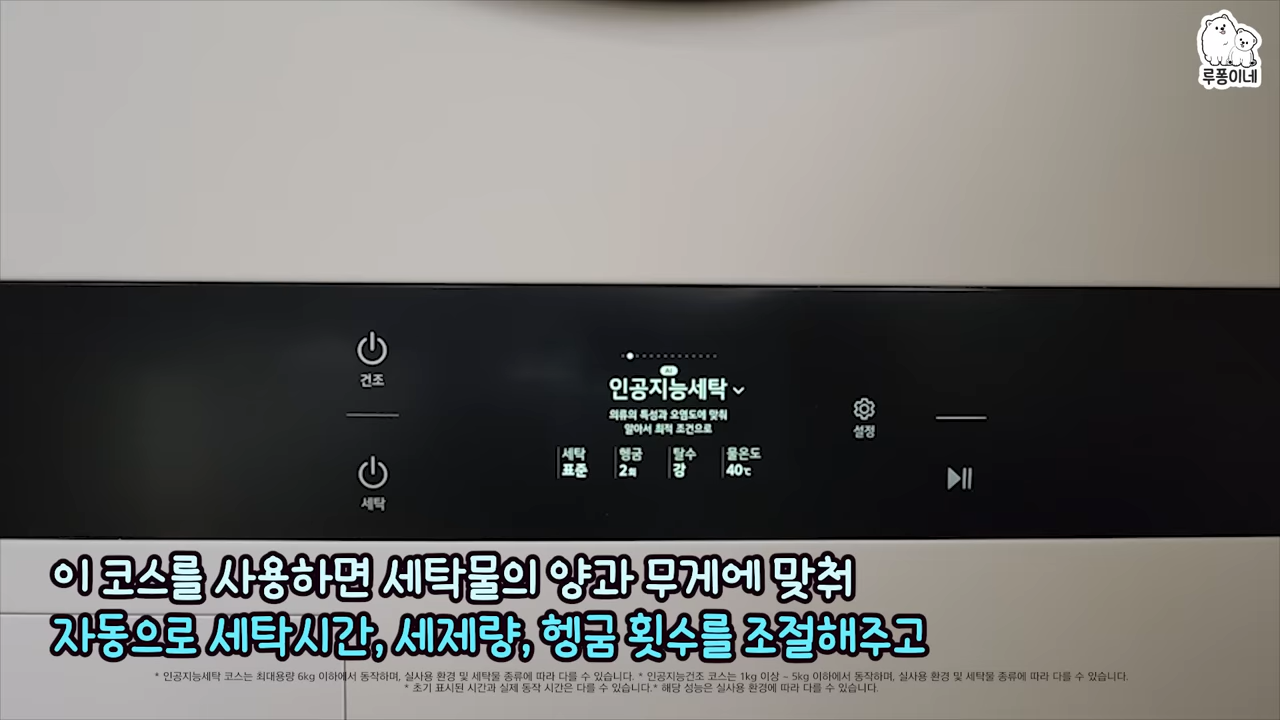 루퐁이네
건조
세탁
AI
인공지능세탁
의류의 특성과 오염도에 맞춰
알아서 최적 조건으로
세탁 헹굼 탈수 물온도
표준 2회 강 40℃
설정
이 코스를 사용하면 세탁물의 양과 무게에 맞춰
자동으로 세탁시간, 세제량, 헹굼 횟수를 조절해주고
* 인공지능세탁 코스는 최대용량 6kg 이하에서 동작하며, 실사용 환경 및 세탁물 종류에 따라 다를 수 있습니다. * 인공지능건조 코스는 1kg 이상 ~ 5kg 이하에서 동작하며, 실사용 환경 및 세탁물 종류에 따라 다를 수 있습니다.
* 초기 표시된 시간과 실제 동작 시간은 다를 수 있습니다.* 해당 성능은 실사용 환경에 따라 다를 수 있습니다.